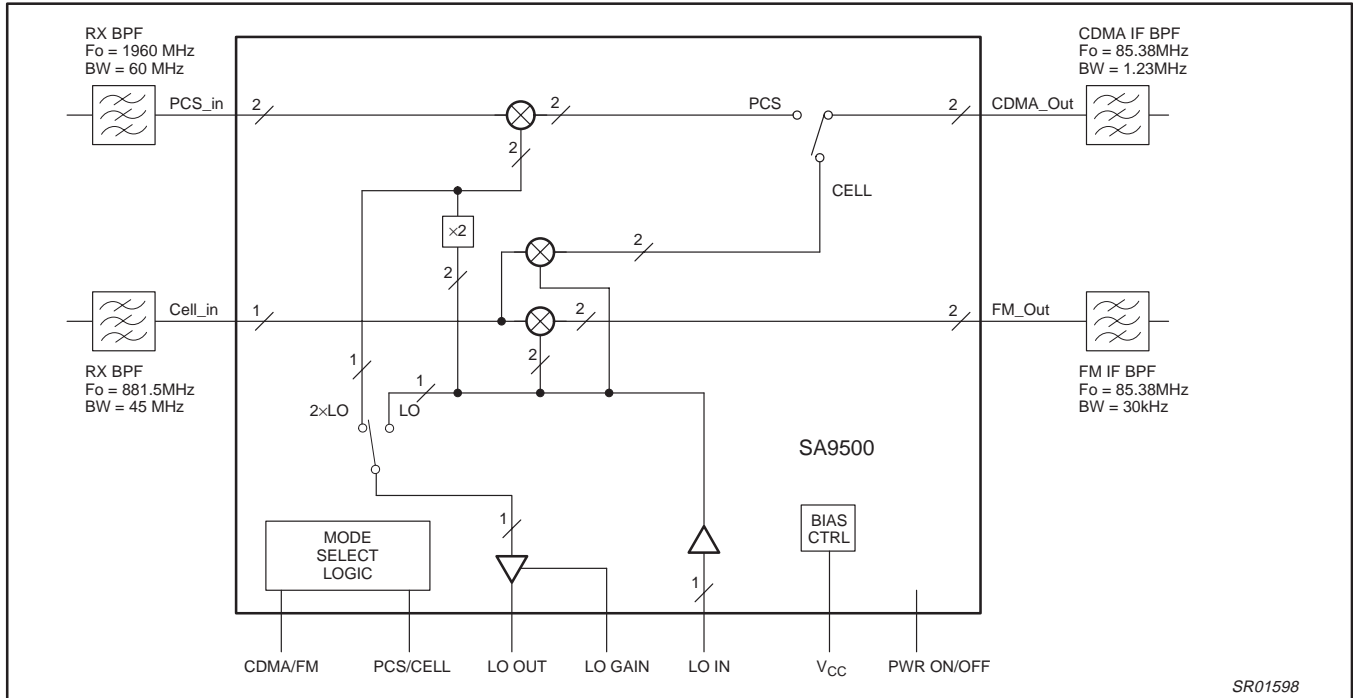 RX BPF
Fo = 1960 MHz
BW = 60 MHz
CDMA IF BPF
Fo = 85.38MHz
BW = 1.23MHz
PCS_in
2
2
PCS
2
CDMA_Out
2
CELL
×2
2
2
Cell_in
1
2
2
FM_Out
RX BPF
Fo = 881.5MHz
BW = 45 MHz
1
2
1
2×LO
LO
FM IF BPF
Fo = 85.38MHz
BW = 30kHz
SA9500
MODE
SELECT
LOGIC
1
BIAS
CTRL
1
CDMA/FM
PCS/CELL
LO OUT
LO GAIN
LO IN
VCC
PWR ON/OFF
SR01598